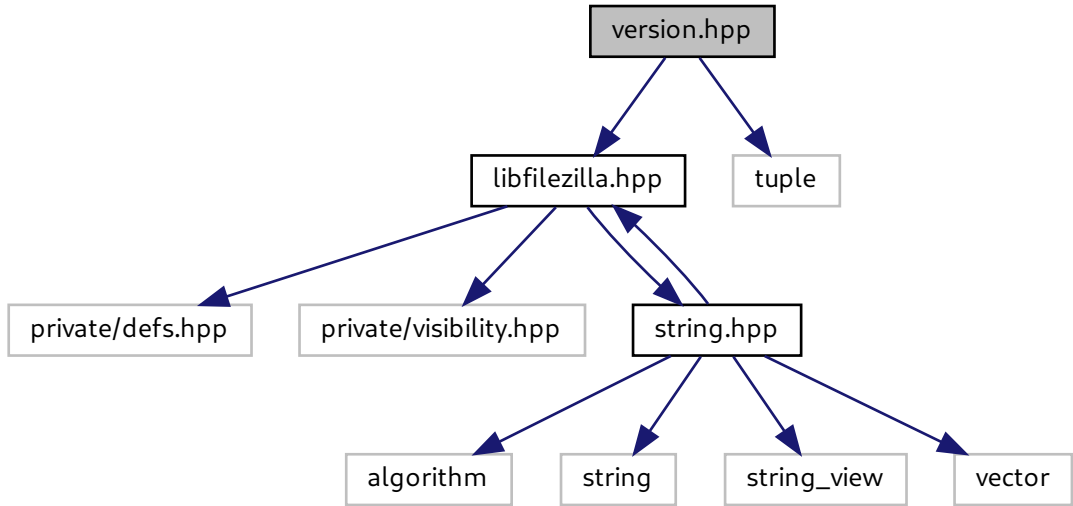 version.hpp
libfilezilla.hpp
tuple
private/defs.hpp
private/visibility.hpp
string.hpp
algorithm
string
string_view
vector